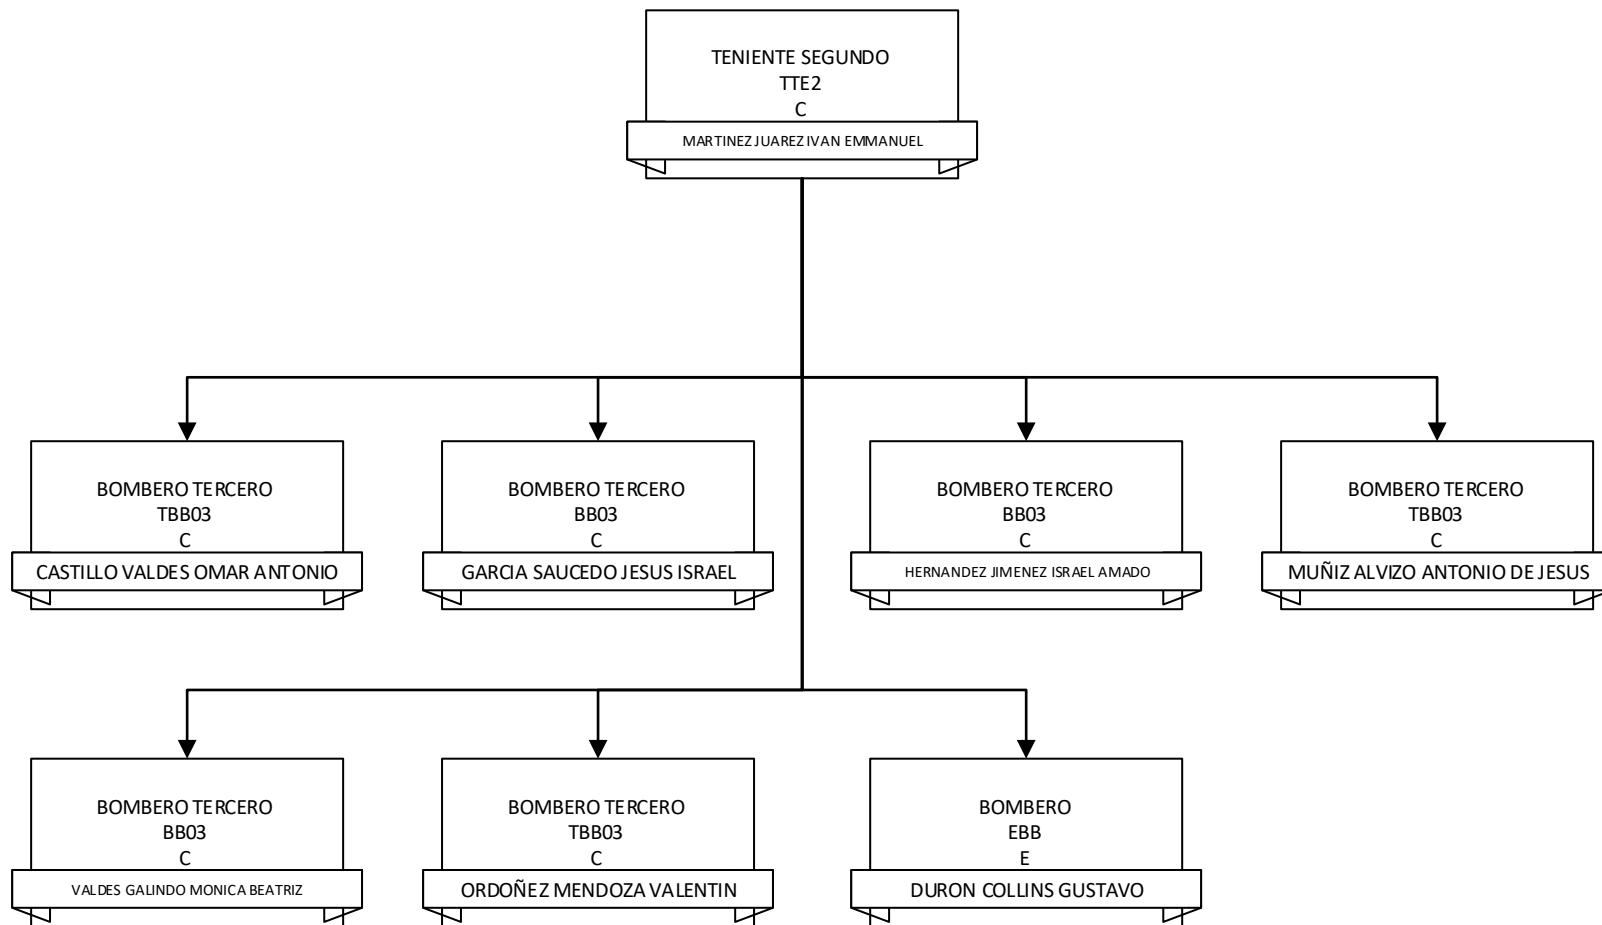 TENIENTE SEGUNDO
TTE2
C
MARTINEZ JUAREZ IVAN EMMANUEL
BOMBERO TERCERO
TBB03
C
CASTILLO VALDES OMAR ANTONIO
BOMBERO TERCERO
BB03
C
GARCIA SAUCEDO JESUS ISRAEL
BOMBERO TERCERO
BB03
C
HERNANDEZ JIMENEZ ISRAEL AMADO
BOMBERO TERCERO
TBB03
C
MUÑIZ ALVIZO ANTONIO DE JESUS
BOMBERO TERCERO
BB03
C
VALDES GALINDO MONICA BEATRIZ
BOMBERO TERCERO
TBB03
C
ORDOÑEZ MENDOZA VALENTIN
BOMBERO
EBB
E
DURON COLLINS GUSTAVO